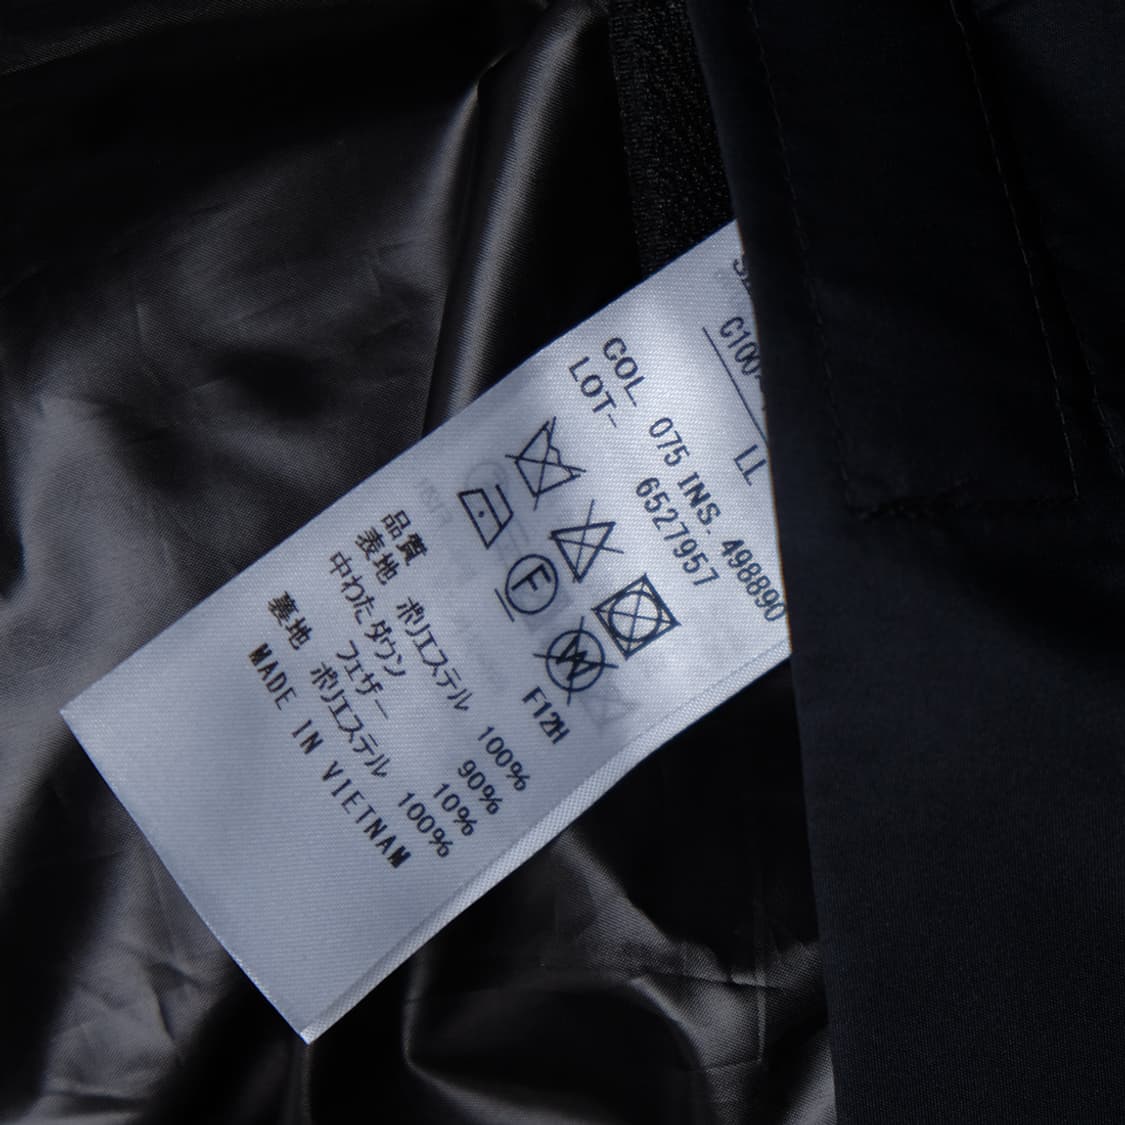 LL
COL. 075 INS. 498890
LOT- 6527957
F
W
F12H
品質
表地 ポリエステル 100%
中わた ダウン 90%
フェザー 10%
裏地 ポリエステル 100%
MADE IN VIETNAM